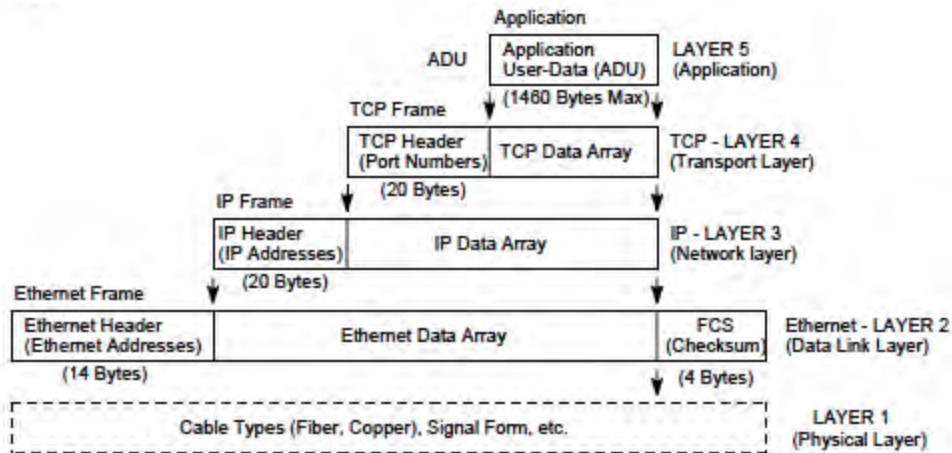 Application
ADU
Application
User-Data (ADU)
LAYER 5
(Application)
(1460 Bytes Max)
TCP Frame
TCP Header
(Port Numbers)
TCP Data Array
TCP - LAYER 4
(Transport Layer)
(20 Bytes)
IP Frame
IP Header
(IP Addresses)
IP Data Array
IP - LAYER 3
(Network layer)
(20 Bytes)
Ethernet Frame
Ethernet Header
(Ethernet Addresses)
Ethernet Data Array
FCS
(Checksum)
Ethernet - LAYER 2
(Data Link Layer)
(14 Bytes)
(4 Bytes)
Cable Types (Fiber, Copper), Signal Form, etc.
LAYER 1
(Physical Layer)